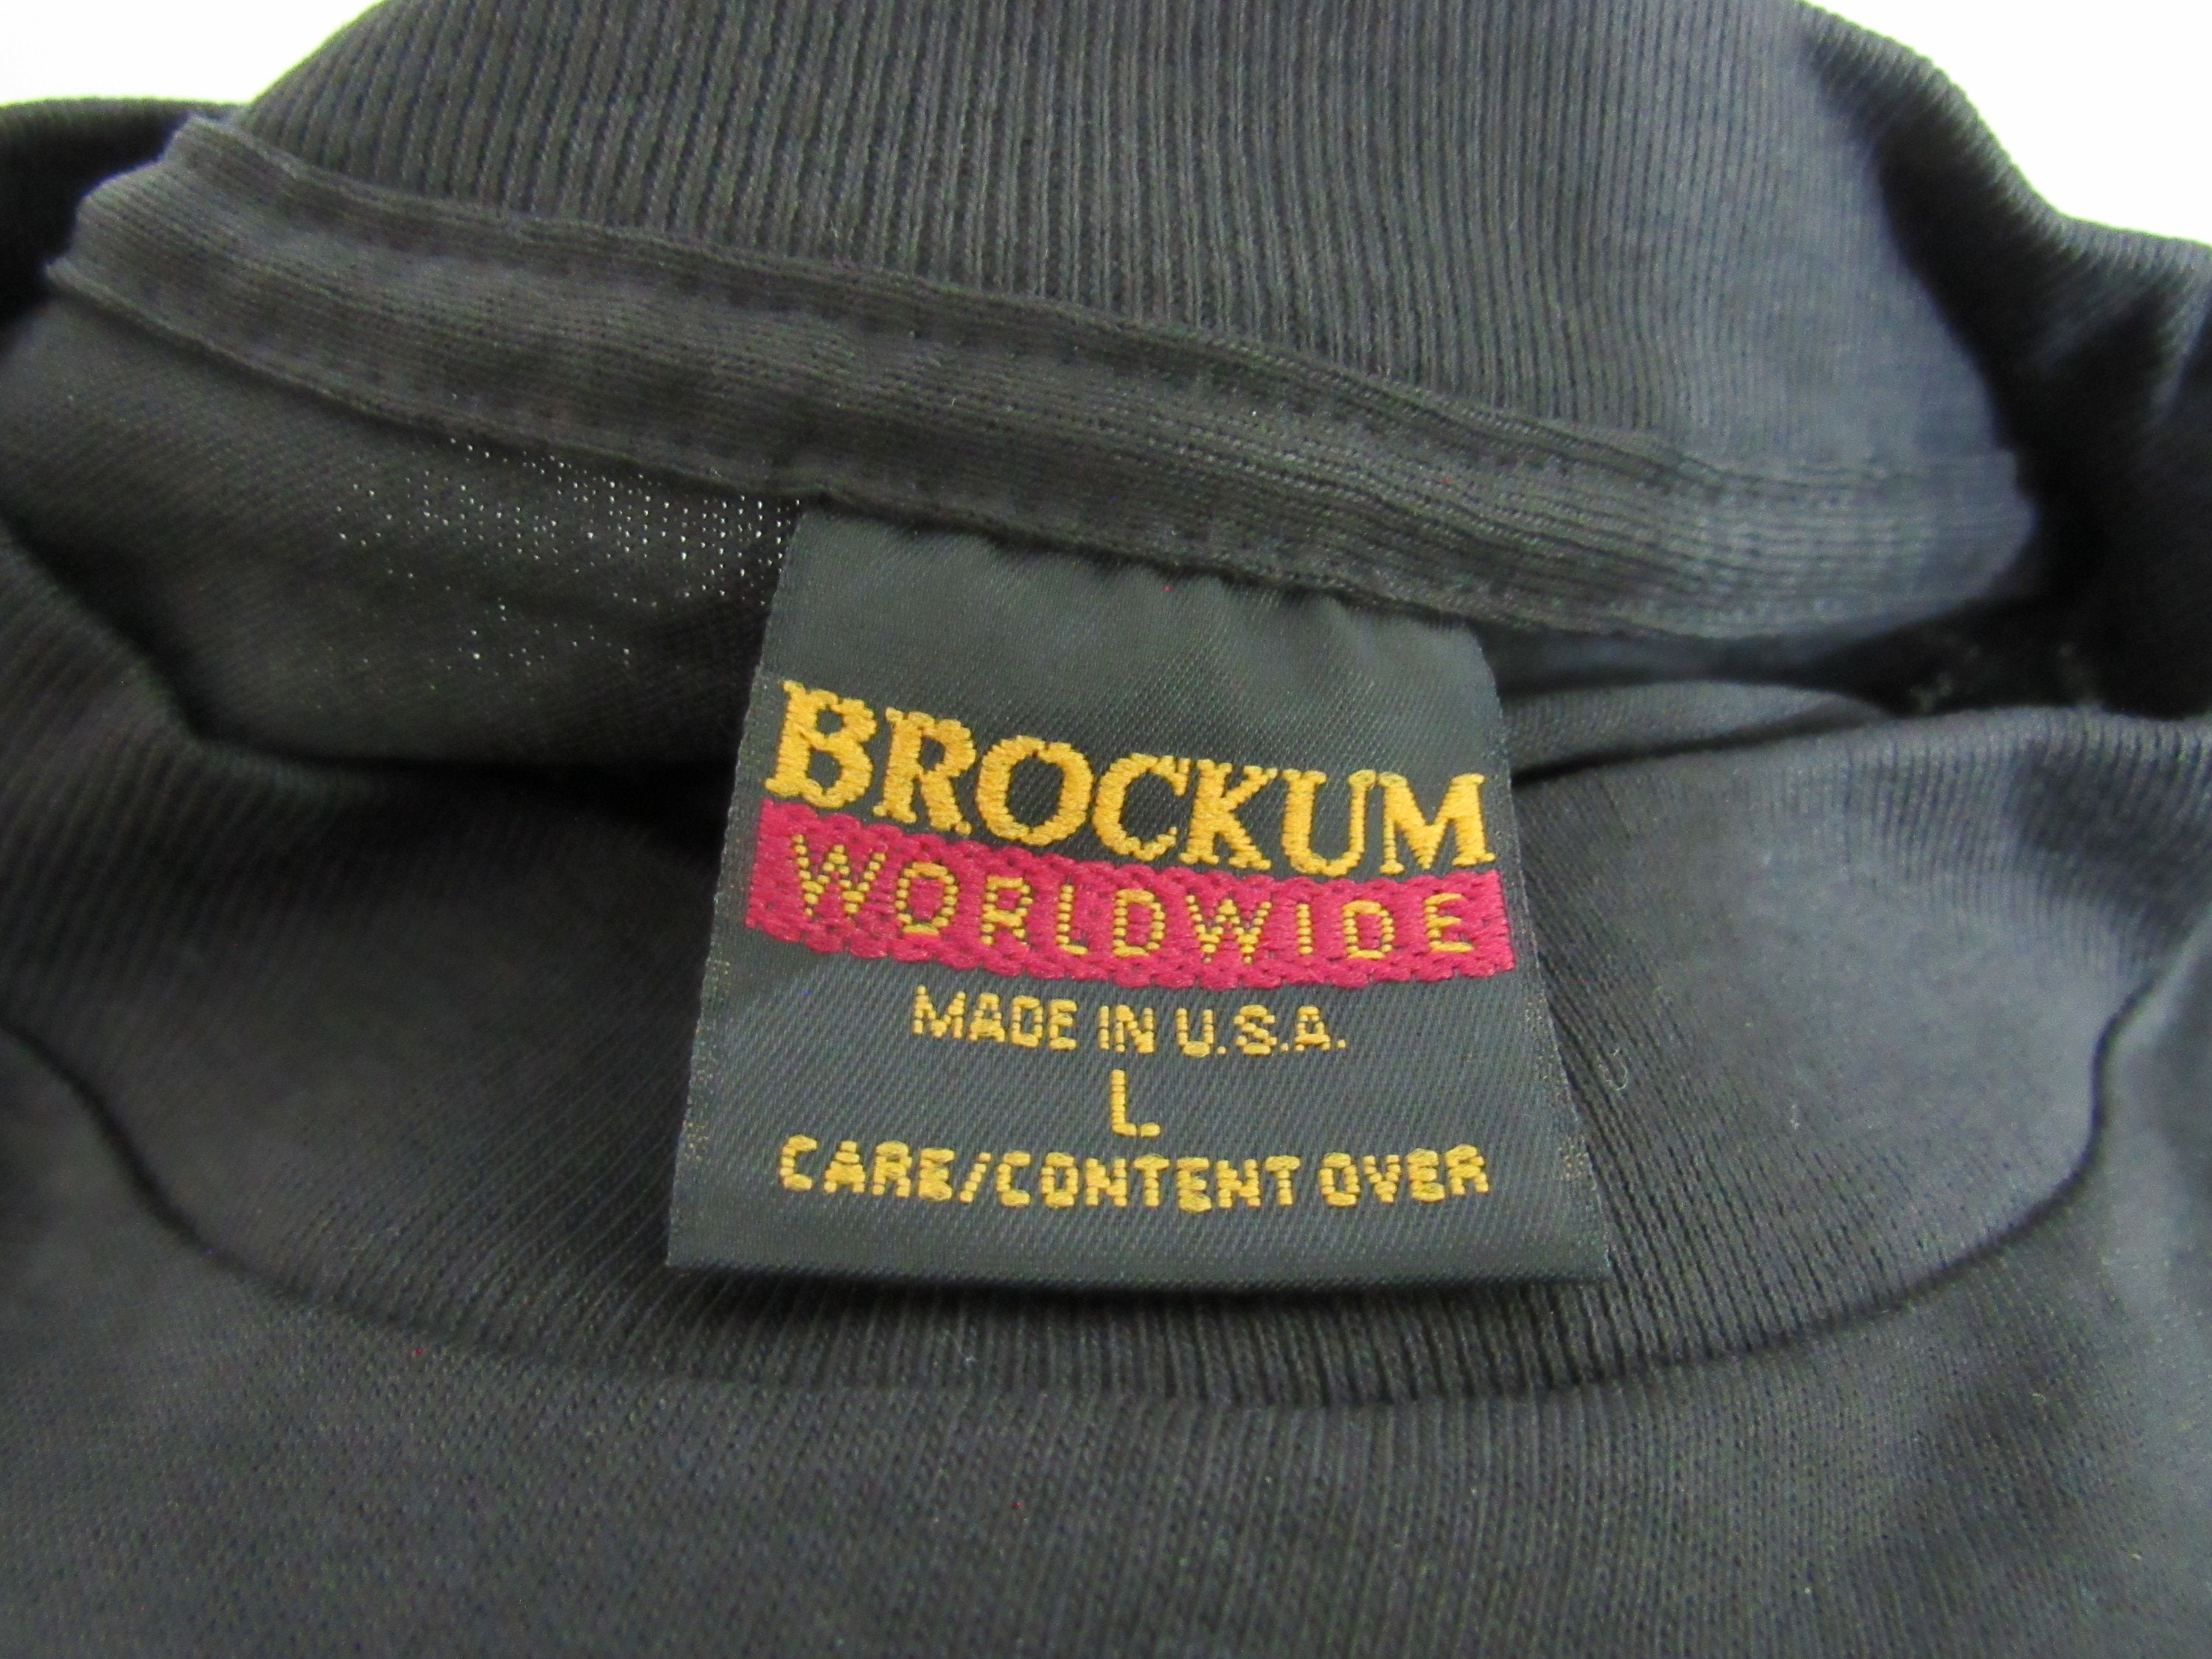 BROCKUM
WORLDWIDE
MADE IN U.S.A.
L
CARE/CONTENT OVER